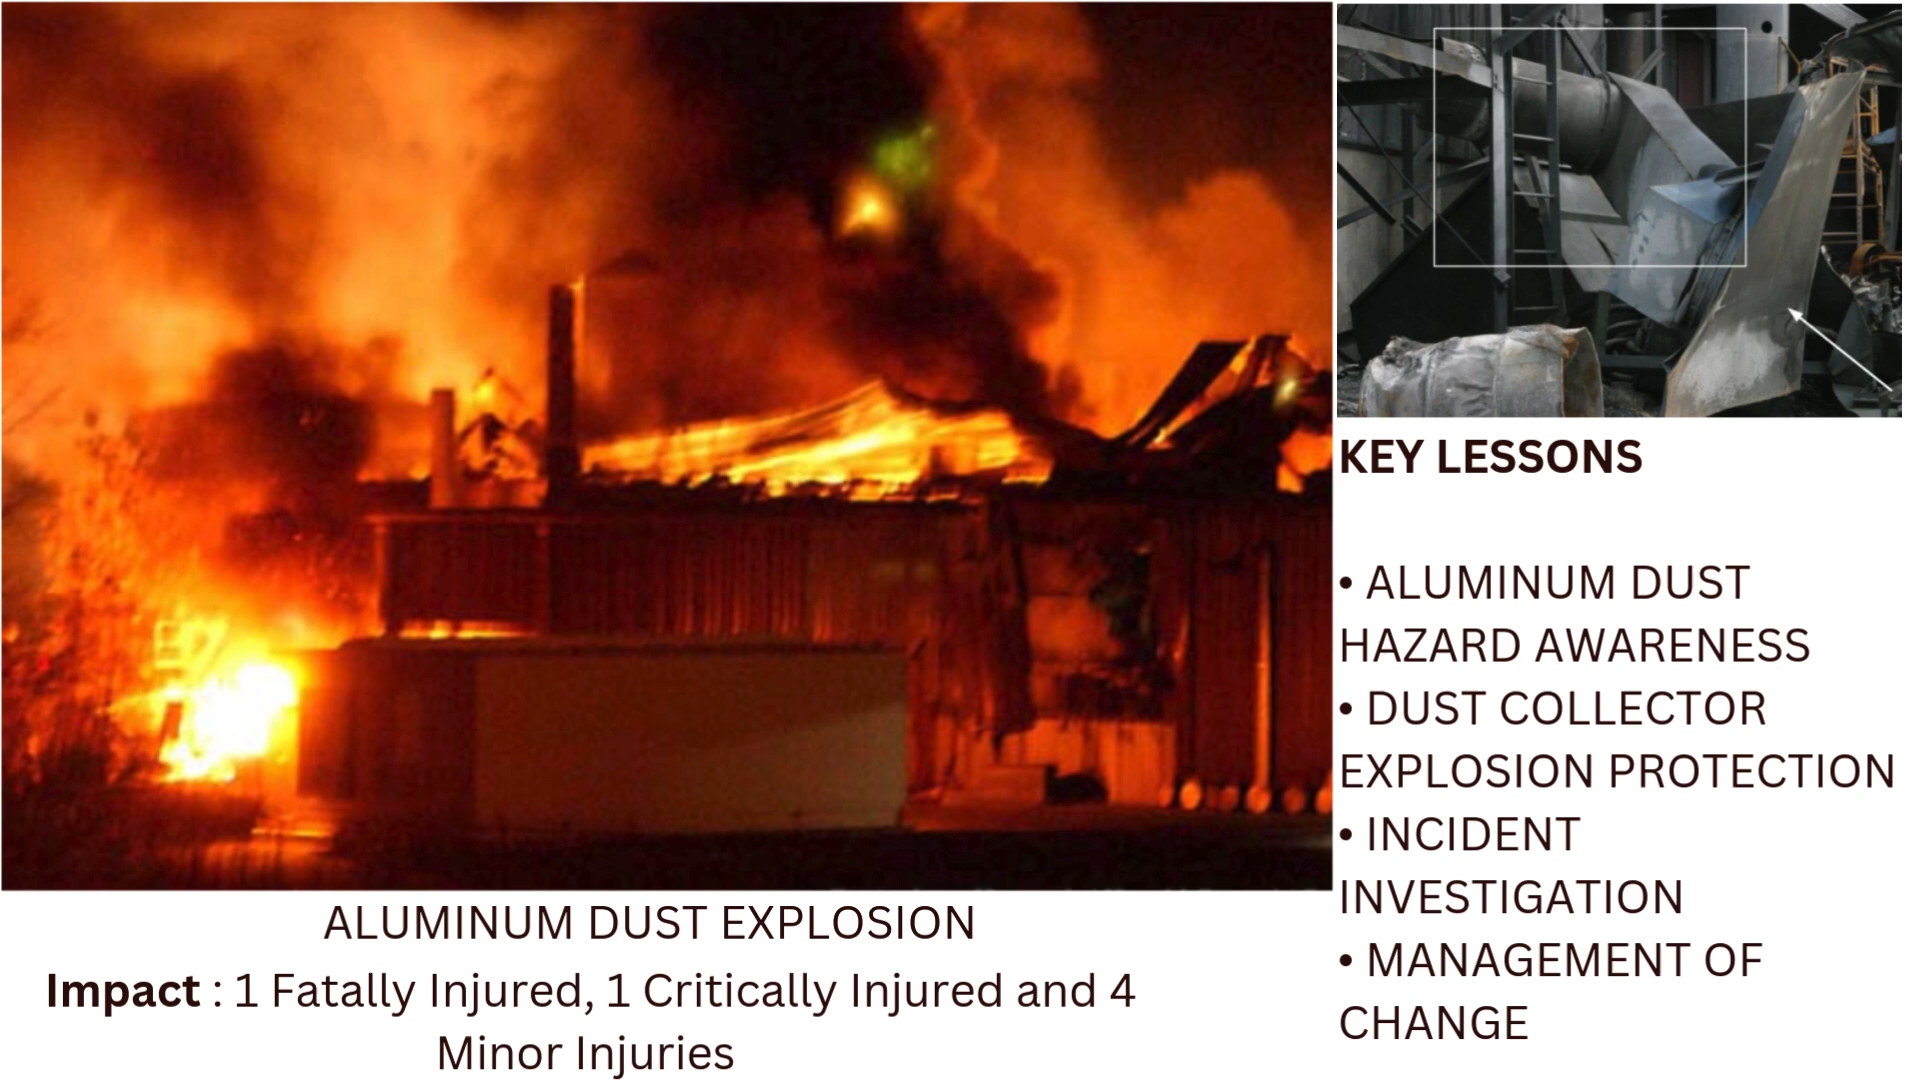 KEY LESSONS
• ALUMINUM DUST
HAZARD AWARENESS
• DUST COLLECTOR
EXPLOSION PROTECTION
• INCIDENT
INVESTIGATION
• MANAGEMENT OF
CHANGE
ALUMINUM DUST EXPLOSION
Impact : 1 Fatally Injured, 1 Critically Injured and 4
Minor Injuries